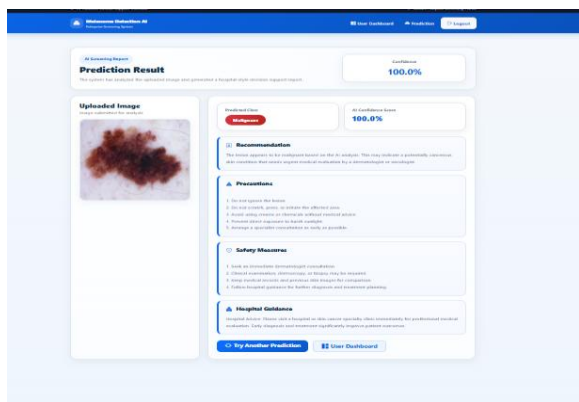 Melanoma Detection AI
Enterprise Screening System
User Dashboard
Prediction
Logout
AI Screening Report
Prediction Result
This system has analyzed the uploaded image and generated a hospital-style decision support report.
Confidence
100.0%
Uploaded Image
Image submitted for analysis
Predicted Class
Malignant
AI Confidence Score
100.0%
Recommendation
The lesion appears to be malignant based on the AI analysis. This may indicate a potentially cancerous
skin condition that needs urgent medical evaluation by a dermatologist or oncologist.
Precautions
1. Do not ignore the lesion
2. Do not scratch, press, or irritate the affected area
3. Avoid using creams or chemicals without medical advice
4. Prevent direct exposure to harsh sunlight
5. Arrange a specialist consultation as early as possible
Safety Measures
1. Seek an immediate dermatologist consultation
2. Clinical examination, dermoscopy, or biopsy may be required
3. Keep medical records and previous skin images for comparison
4. Follow hospital guidance for further diagnosis and treatment planning
Hospital Guidance
Hospital Advice: Please visit a hospital or skin cancer specialty clinic immediately for professional medical
evaluation. Early diagnosis and treatment significantly improve patient outcomes.
Try Another Prediction
User Dashboard